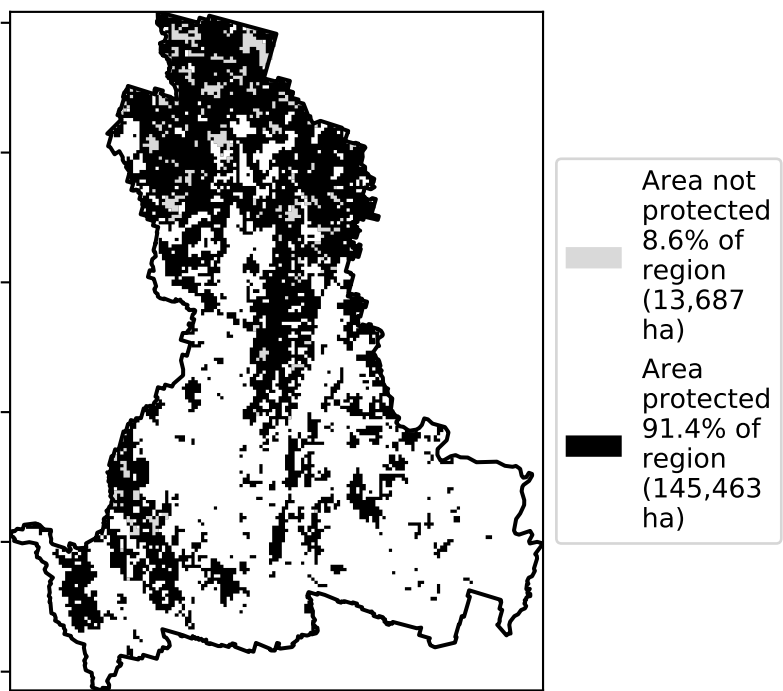 Area not
protected
8.6% of
region
(13,687
ha)
Area
protected
91.4% of
region
(145,463
ha)